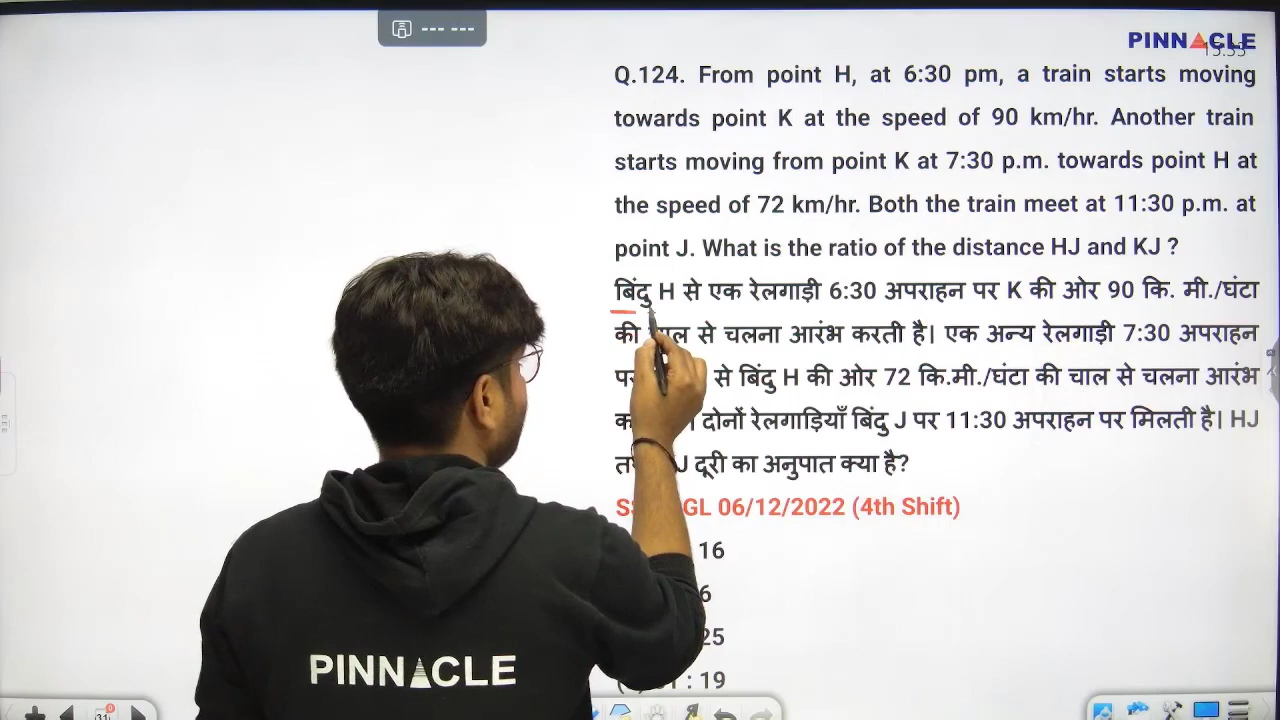 PINNACLE
Q.124. From point H, at 6:30 pm, a train starts moving
towards point K at the speed of 90 km/hr. Another train
starts moving from point K at 7:30 p.m. towards point H at
the speed of 72 km/hr. Both the train meet at 11:30 p.m. at
point J. What is the ratio of the distance HJ and KJ ?
बिंदु H से एक रेलगाड़ी 6:30 अपराहन पर K की ओर 90 कि. मी./घंटा
की चाल से चलना आरंभ करती है। एक अन्य रेलगाड़ी 7:30 अपराहन
से बिंदु H की ओर 72 कि.मी./घंटा की चाल से चलना आरंभ
दोनों रेलगाड़ियाँ बिंदु J पर 11:30 अपराहन पर मिलती है। HJ
J दूरी का अनुपात क्या है?
GL 06/12/2022 (4th Shift)
16
6
25
: 19
PINNACLE